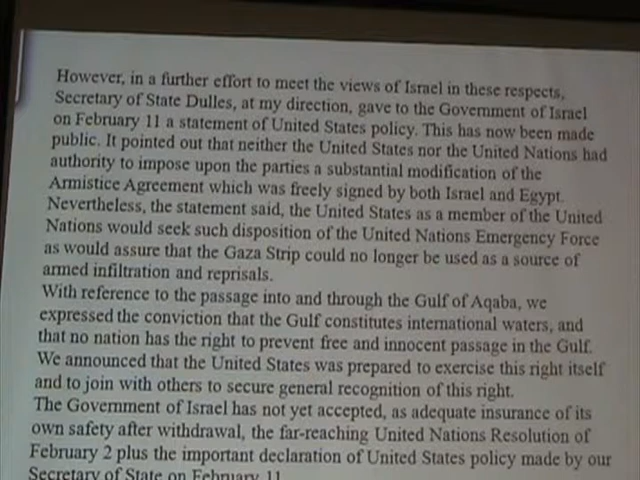 However, in a further effort to meet the views of Israel in these respects,
Secretary of State Dulles, at my direction, gave to the Government of Israel
on February 11 a statement of United States policy. This has now been made
public. It pointed out that neither the United States nor the United Nations had
authority to impose upon the parties a substantial modification of the
Armistice Agreement which was freely signed by both Israel and Egypt.
Nevertheless, the statement said, the United States as a member of the United
Nations would seek such disposition of the United Nations Emergency Force
as would assure that the Gaza Strip could no longer be used as a source of
armed infiltration and reprisals.
With reference to the passage into and through the Gulf of Aqaba, we
expressed the conviction that the Gulf constitutes international waters, and
that no nation has the right to prevent free and innocent passage in the Gulf.
We announced that the United States was prepared to exercise this right itself
and to join with others to secure general recognition of this right.
The Government of Israel has not yet accepted, as adequate insurance of its
own safety after withdrawal, the far-reaching United Nations Resolution of
February 2 plus the important declaration of United States policy made by our
Secretary of State on February 11